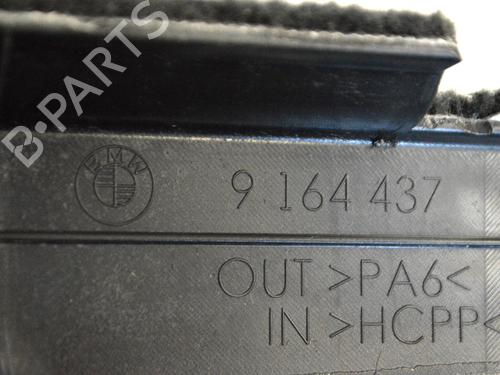 B-PARTS
BMW
9 164 437
OUT >PA6<
IN >HCPP<